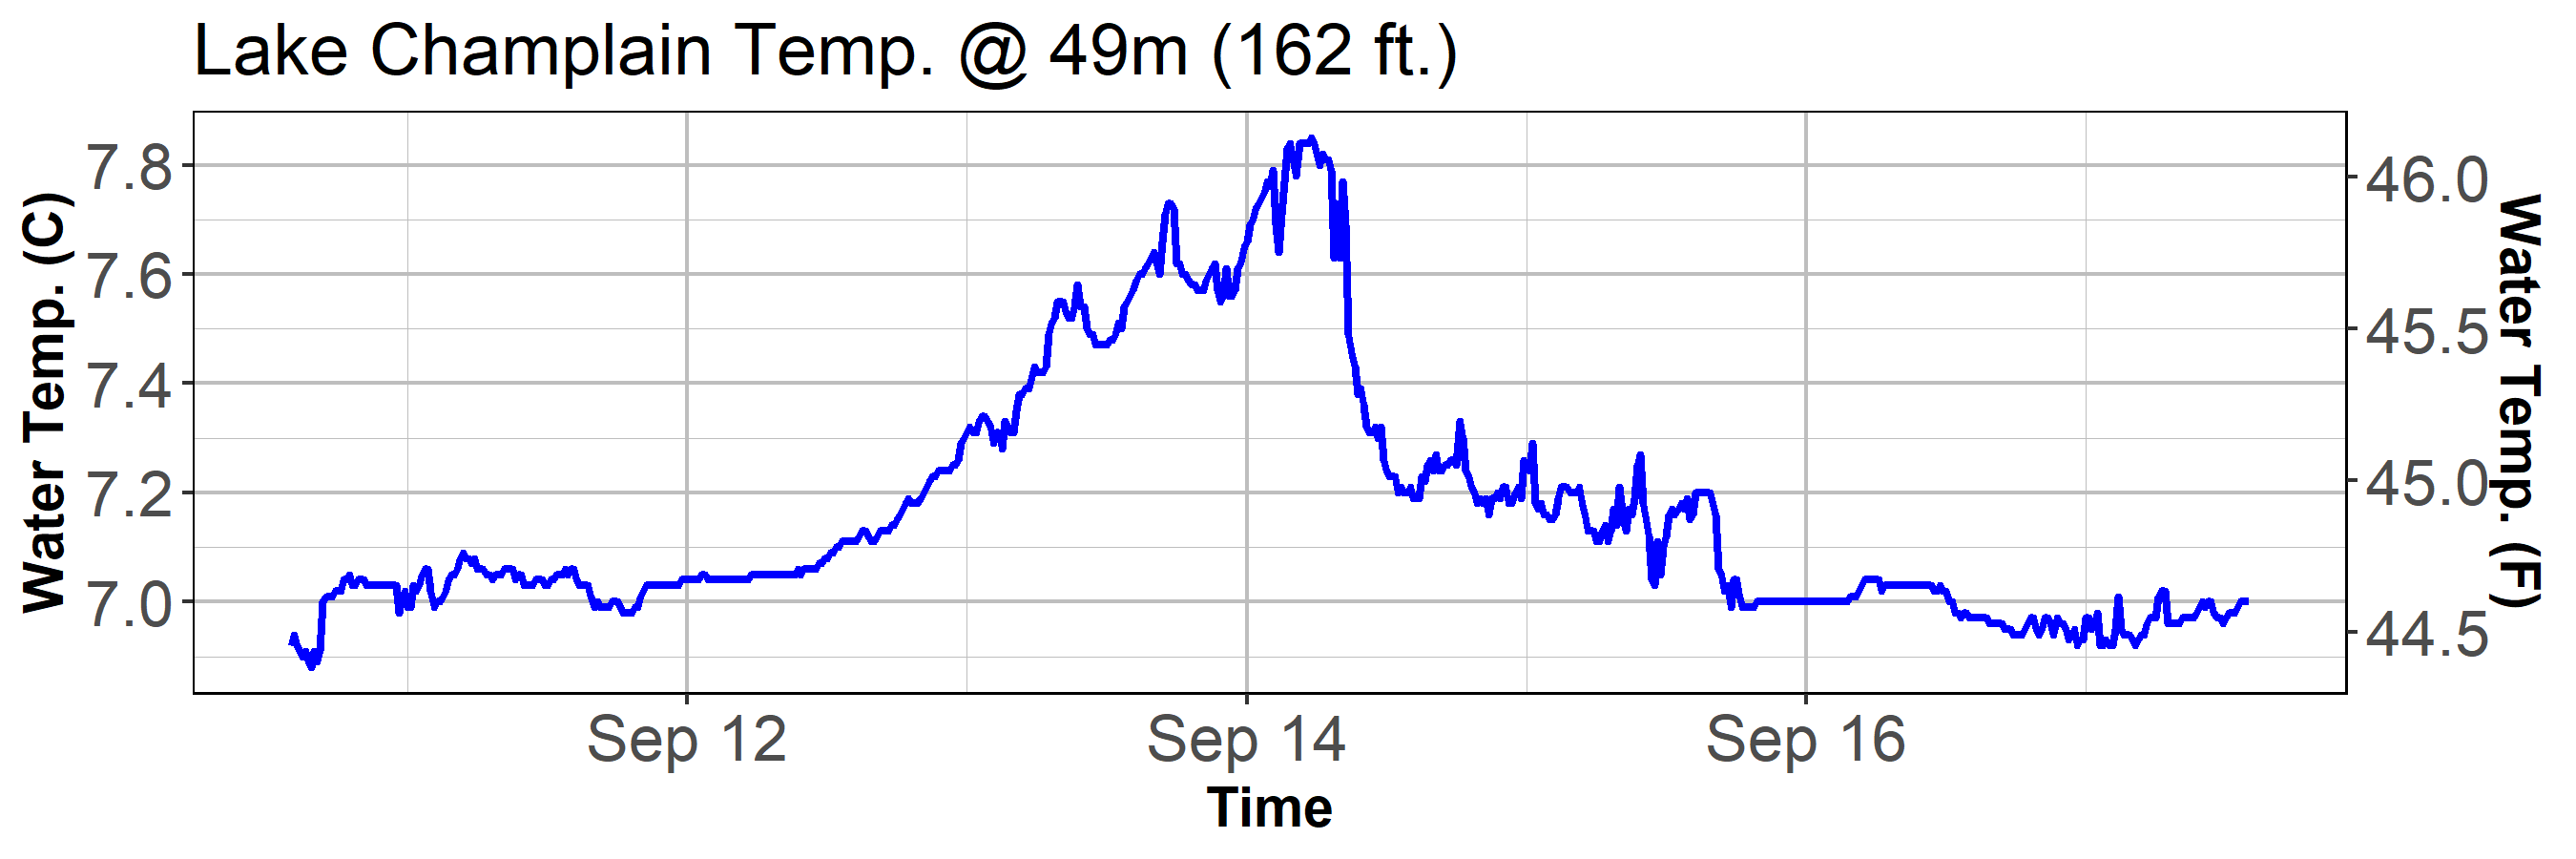 Lake Champlain Temp. @ 49m (162 ft.)
Water Temp. (C)
7.8
7.6
7.4
7.2
7.0
46.0
45.5
45.0
44.5
Water Temp. (F)
Sep 12 Sep 14 Sep 16
Time